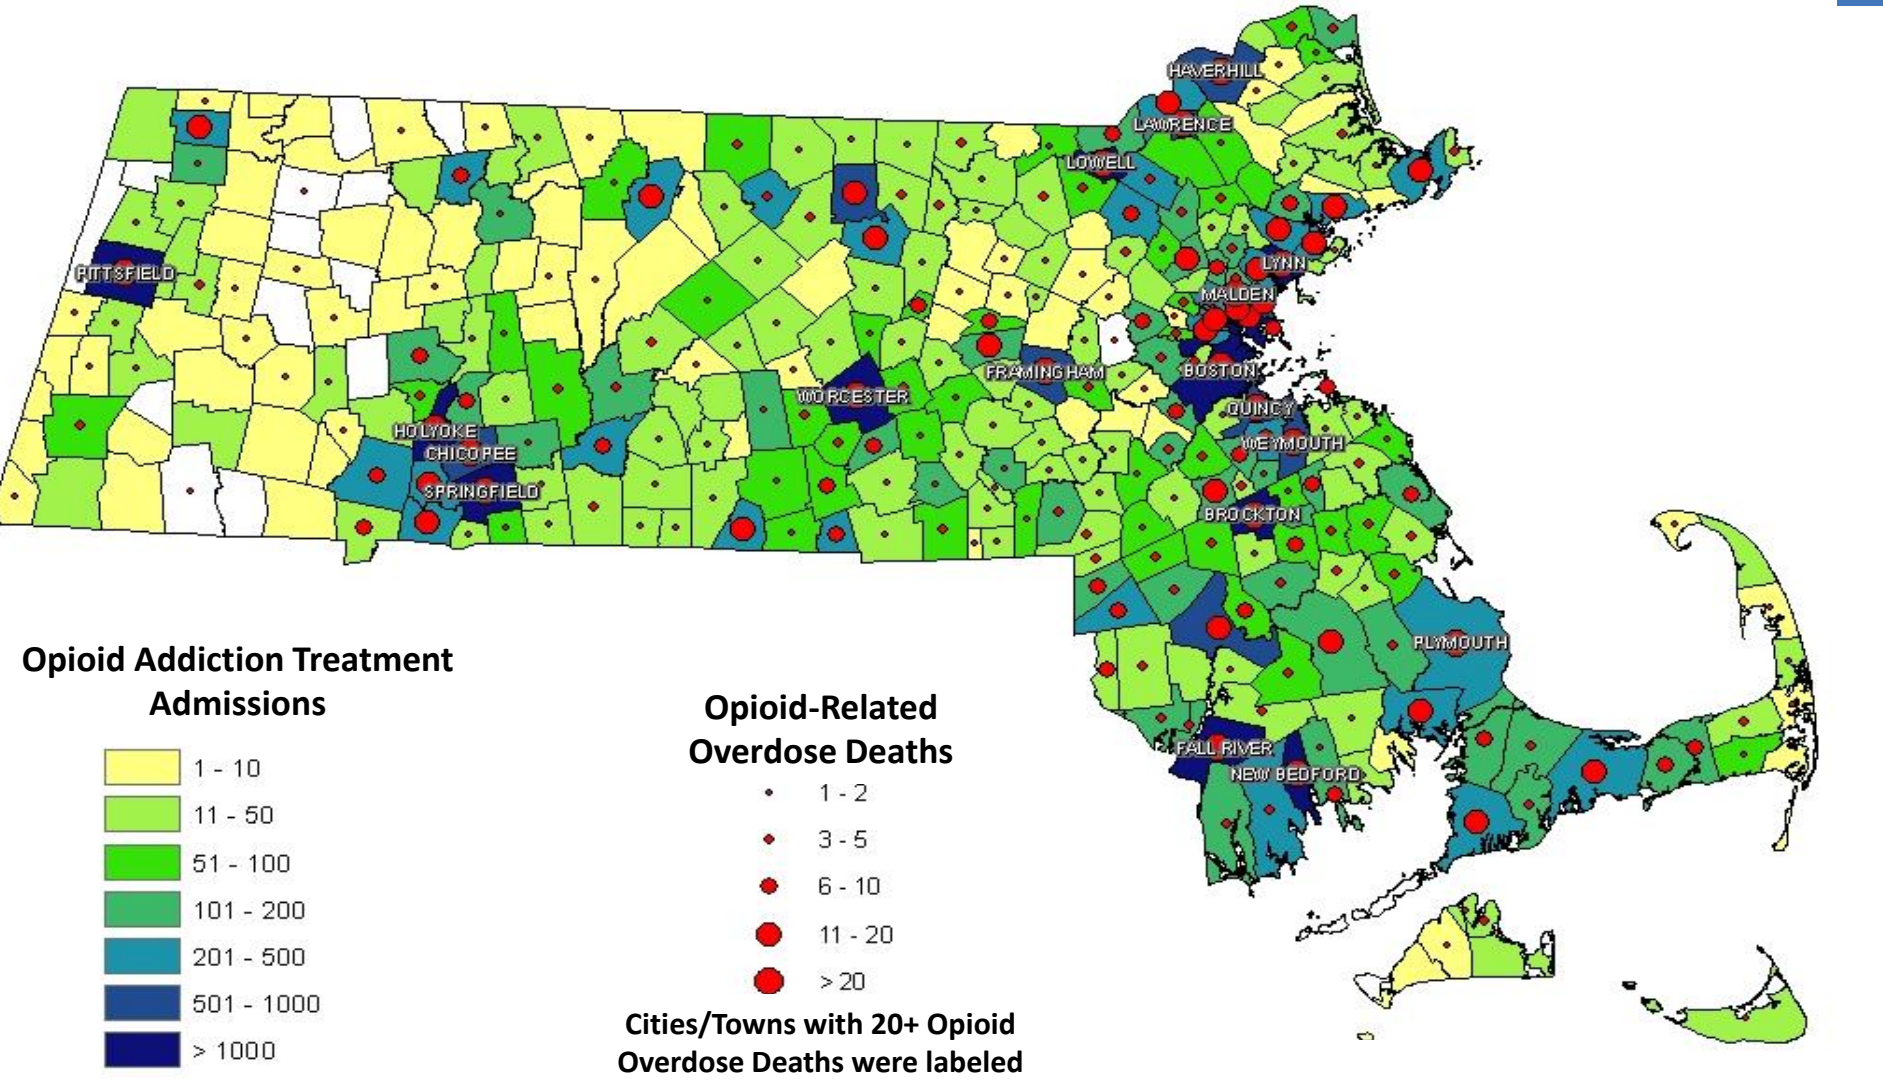 HAVERHILL
LAWRENCE
LOWELL
PITTSFIELD
LYNN
MALDEN
FRAMINGHAM
BOSTON
WORCESTER
QUINCY
HOLYOKE
WEYMOUTH
CHICOPEE
SPRINGFIELD
BROCKTON
PLYMOUTH
FALL RIVER
NEW BEDFORD
Opioid Addiction Treatment
Admissions
1 - 10
11 - 50
51 - 100
101 - 200
201 - 500
501 - 1000
> 1000
Opioid-Related
Overdose Deaths
1 - 2
3 - 5
6 - 10
11 - 20
> 20
Cities/Towns with 20+ Opioid
Overdose Deaths were labeled